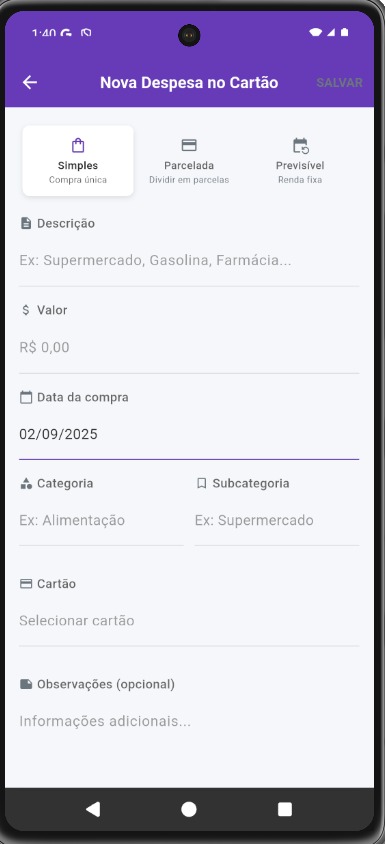 1:40
Nova Despesa no Cartão SALVAR
Simples
Compra única
Parcelada
Dividir em parcelas
Previsível
Renda fixa
Descrição
Ex: Supermercado, Gasolina, Farmácia...
$ Valor
R$ 0,00
Data da compra
02/09/2025
Categoria
Ex: Alimentação
Subcategoria
Ex: Supermercado
Cartão
Selecionar cartão
Observações (opcional)
Informações adicionais...